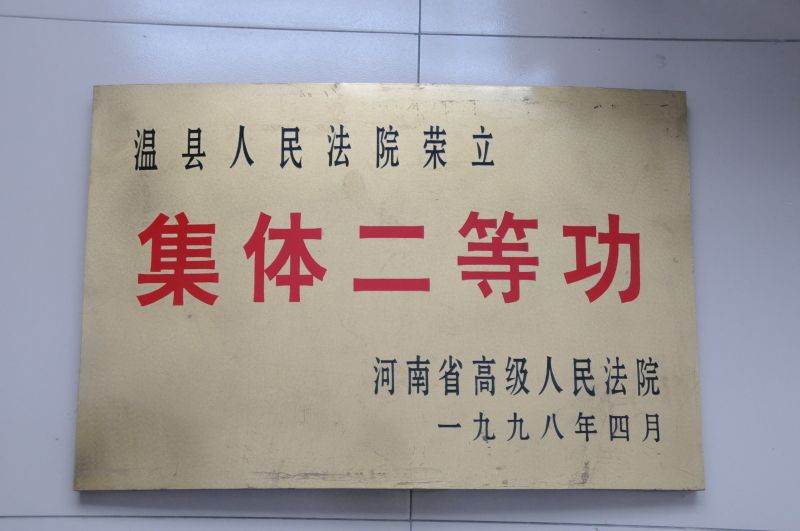 温县人民法院荣立
集体二等功
河南省高级人民法院
一九九八年四月